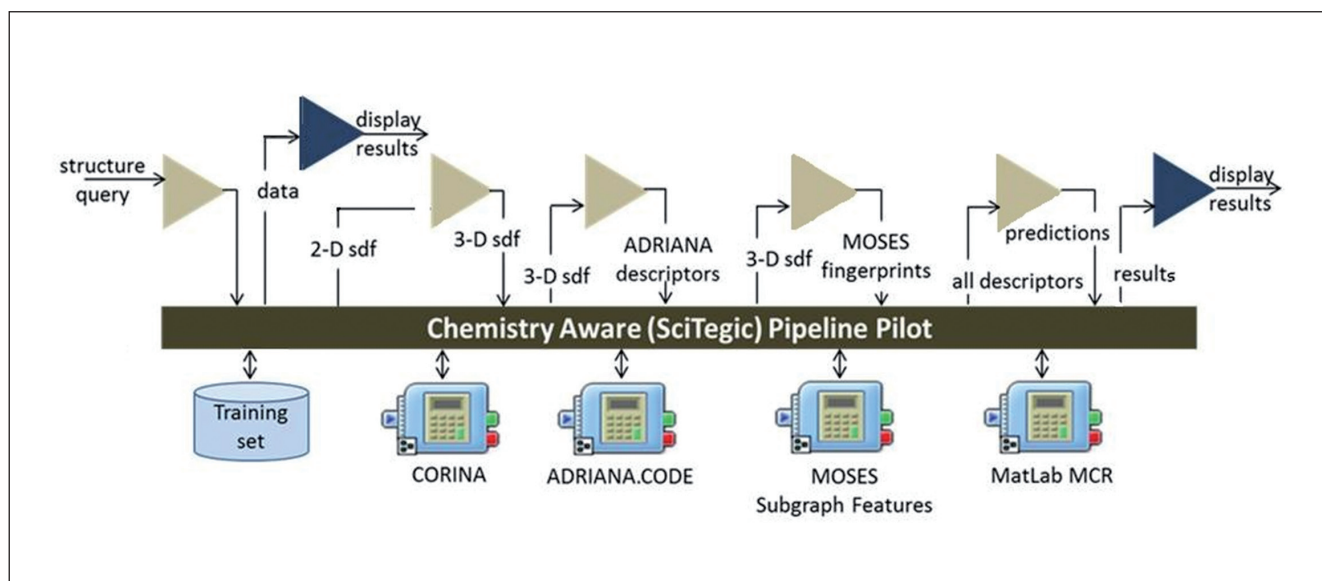 structure
query
data
display
results
2-D sdf
3-D sdf
3-D sdf
ADRIANA
descriptors
3-D sdf
MOSES
fingerprints
all descriptors
predictions
results
display
results
Chemistry Aware (SciTegic) Pipeline Pilot
Training
set
CORINA
ADRIANA.CODE
MOSES
Subgraph Features
MatLab MCR